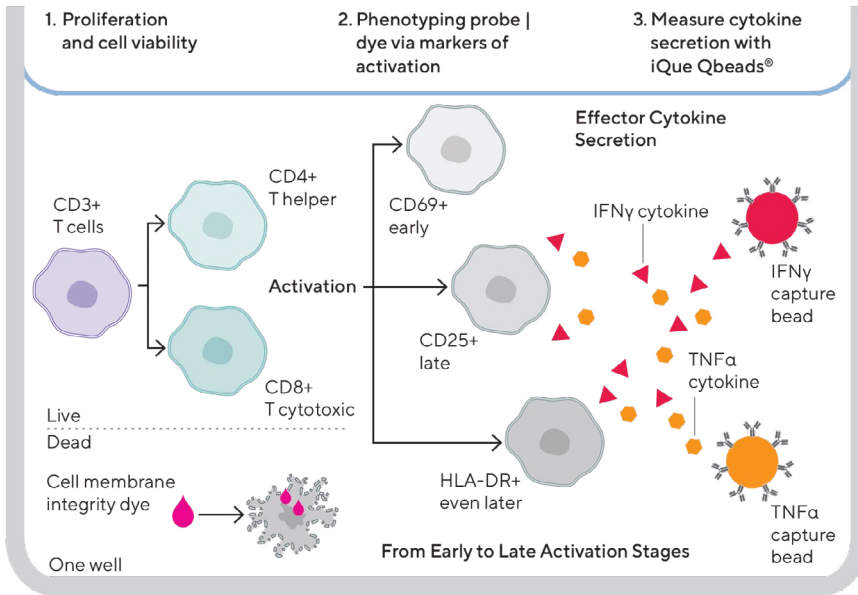 1. Proliferation
and cell viability
2. Phenotyping probe |
dye via markers of
activation
3. Measure cytokine
secretion with
iQue Qbeads®
Effector Cytokine
Secretion
CD3+
T cells
CD4+
T helper
CD8+
T cytotoxic
Activation
CD69+
early
CD25+
late
HLA-DR+
even later
IFNγ cytokine
IFNγ
capture
bead
TNFα
cytokine
TNFα
capture
bead
Live
Dead
Cell membrane
integrity dye
One well
From Early to Late Activation Stages